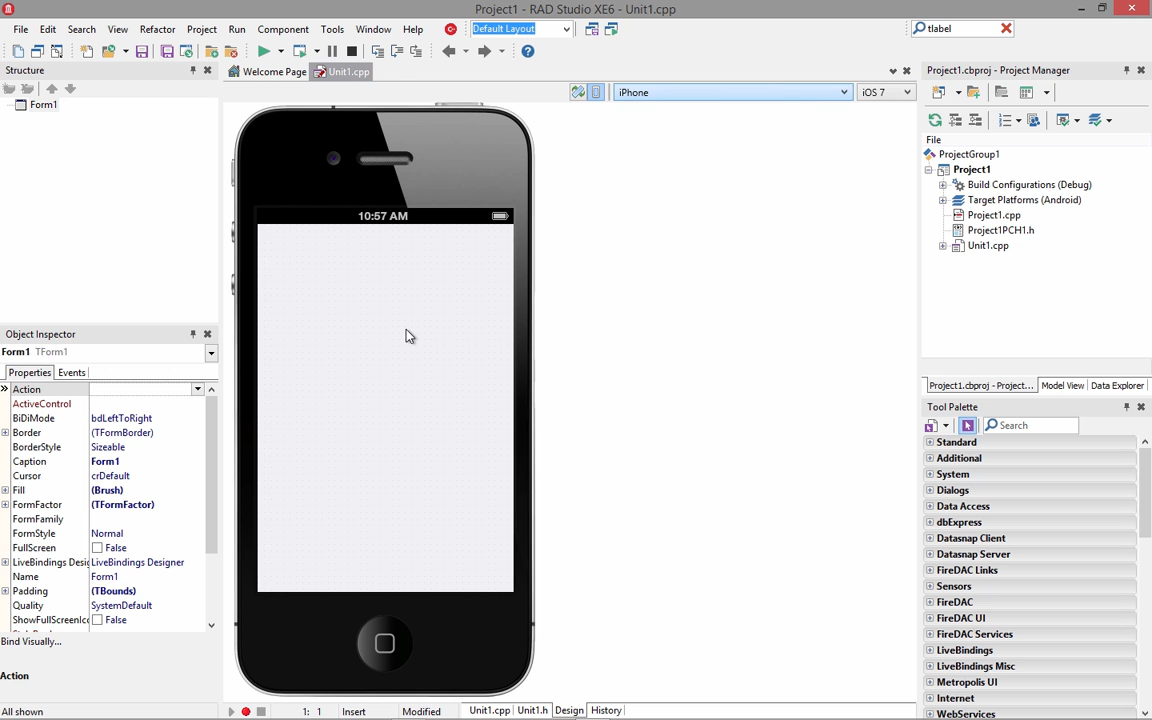 Project1 - RAD Studio XE6 - Unit1.cpp
File Edit Search View Refactor Project Run Component Tools Window Help
Default Layout
tlabel
Structure
Form1
Welcome Page
Unit1.cpp
iPhone
iOS 7
10:57 AM
Object Inspector
Form1 TForm1
Properties Events
Action
ActiveControl
BiDiMode bdLeftToRight
Border (TFormBorder)
BorderStyle Sizeable
Caption Form1
Cursor crDefault
Fill (Brush)
FormFactor (TFormFactor)
FormFamily
FormStyle Normal
FullScreen False
LiveBindings Desi LiveBindings Designer
Name Form1
Padding (TBounds)
Quality SystemDefault
ShowFullScreenIc False
Bind Visually...
Action
All shown
1: 1 Insert Modified
Unit1.cpp Unit1.h Design History
Project1.cbproj - Project Manager
File
ProjectGroup1
Project1
Build Configurations (Debug)
Target Platforms (Android)
Project1.cpp
Project1PCH1.h
Unit1.cpp
Project1.cbproj - Project... Model View Data Explorer
Tool Palette
Search
Standard
Additional
System
Dialogs
Data Access
dbExpress
Datasnap Client
Datasnap Server
FireDAC Links
Sensors
FireDAC
FireDAC UI
FireDAC Services
LiveBindings
LiveBindings Misc
Metropolis UI
Internet
WebServices